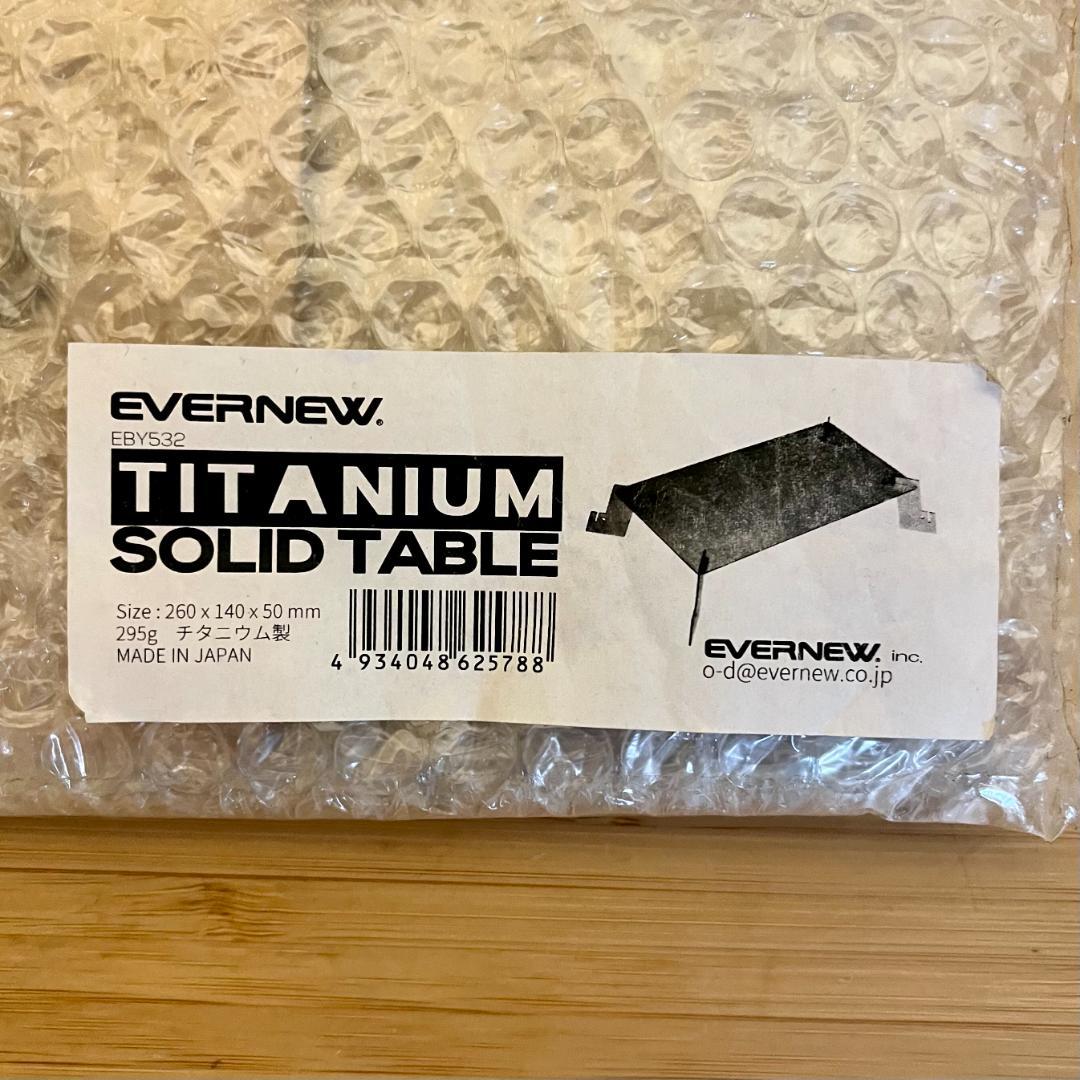 EVERNEW®
EBY532
TITANIUM
SOLID TABLE
Size : 260 x 140 x 50 mm
295g チタニウム製
MADE IN JAPAN
4 934048 625788
EVERNEW. inc.
o-d@evernew.co.jp